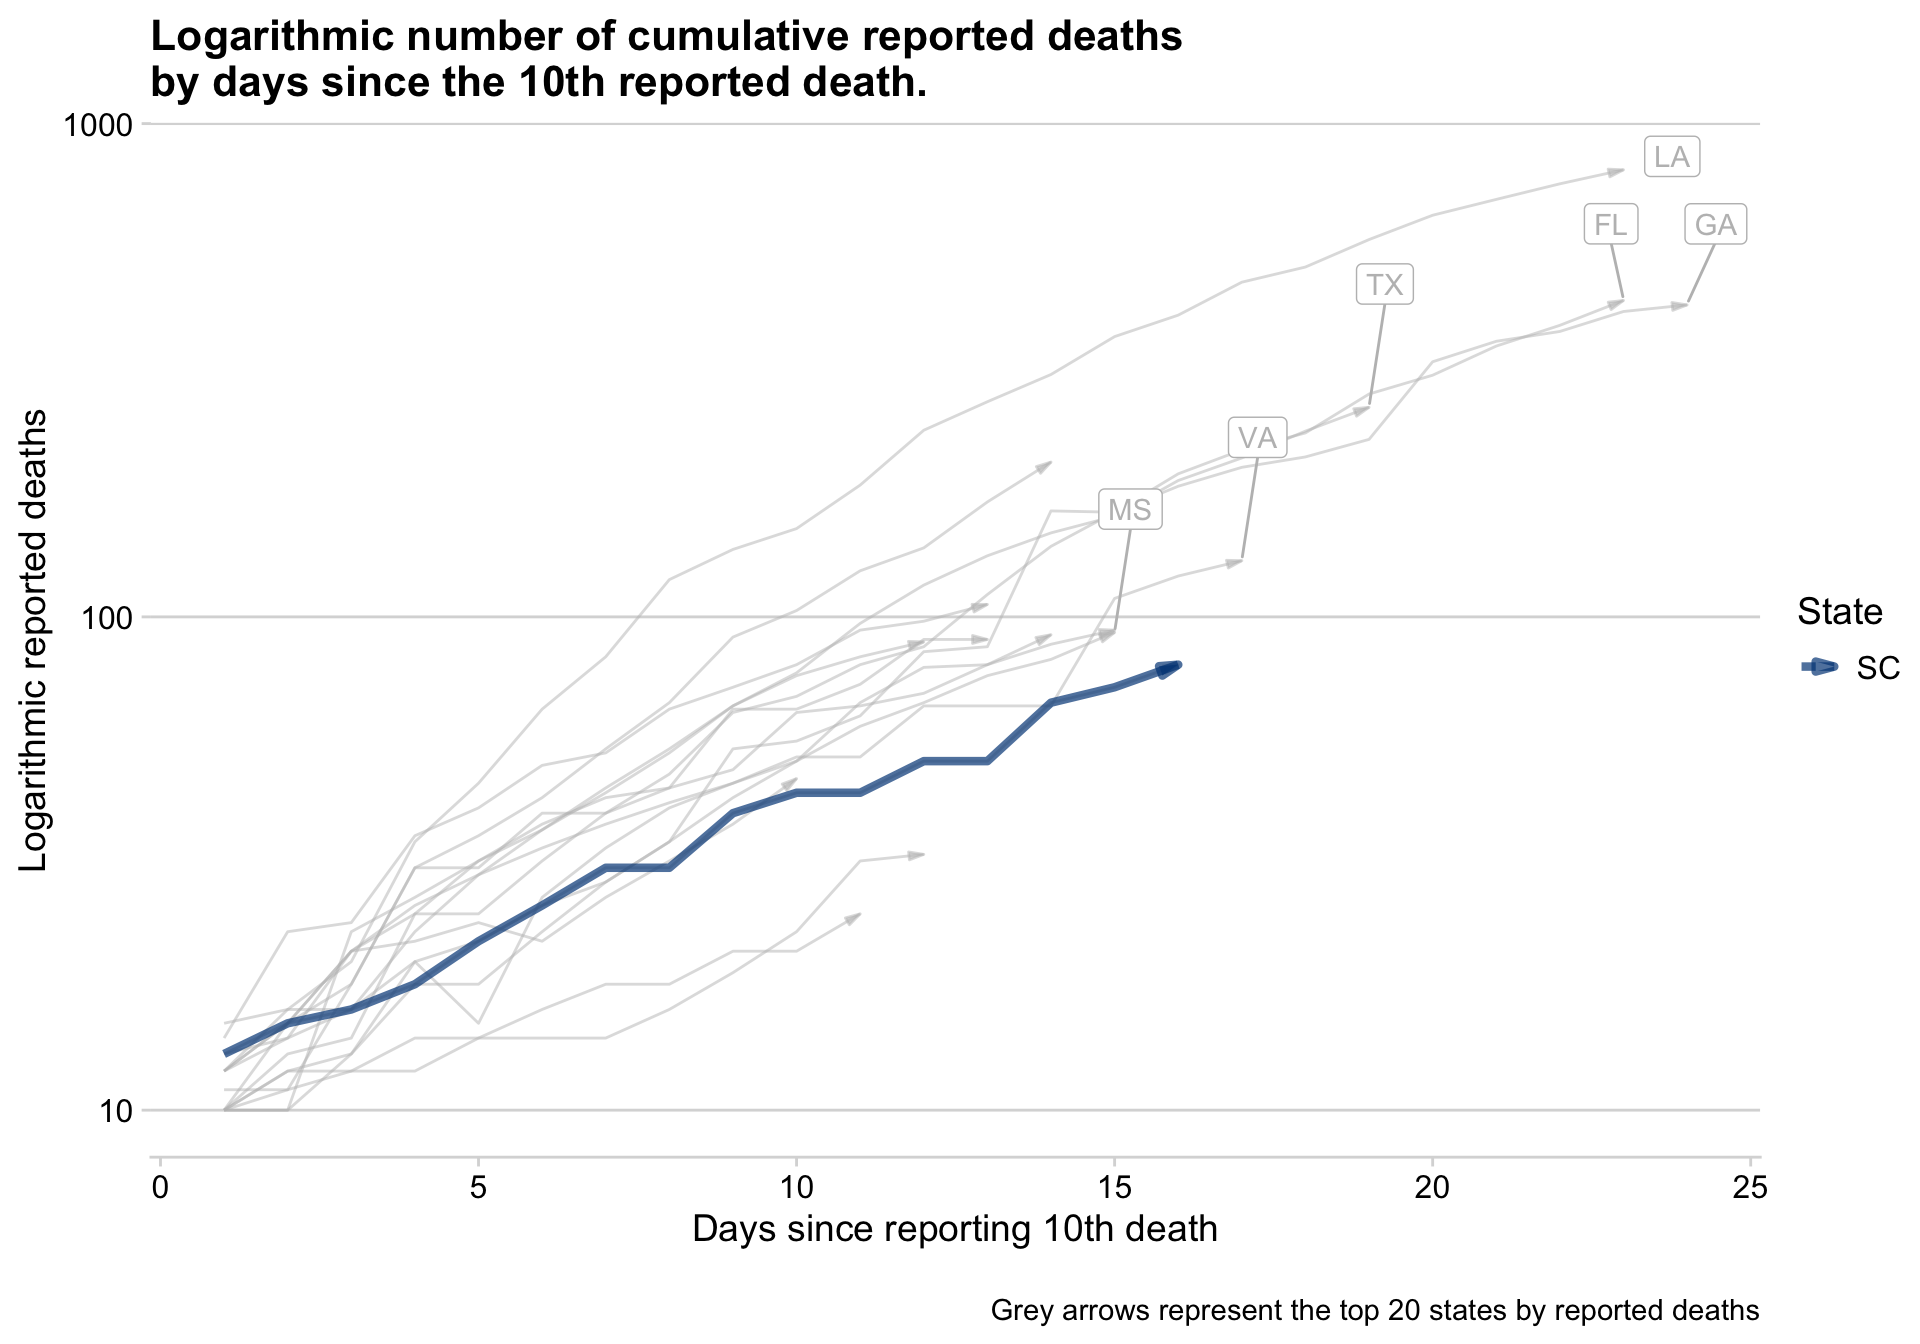 Logarithmic number of cumulative reported deaths
by days since the 10th reported death.
1000
100
10
Logarithmic reported deaths
LA
FL
GA
TX
VA
MS
State
SC
0
5
10
15
20
25
Days since reporting 10th death
Grey arrows represent the top 20 states by reported deaths